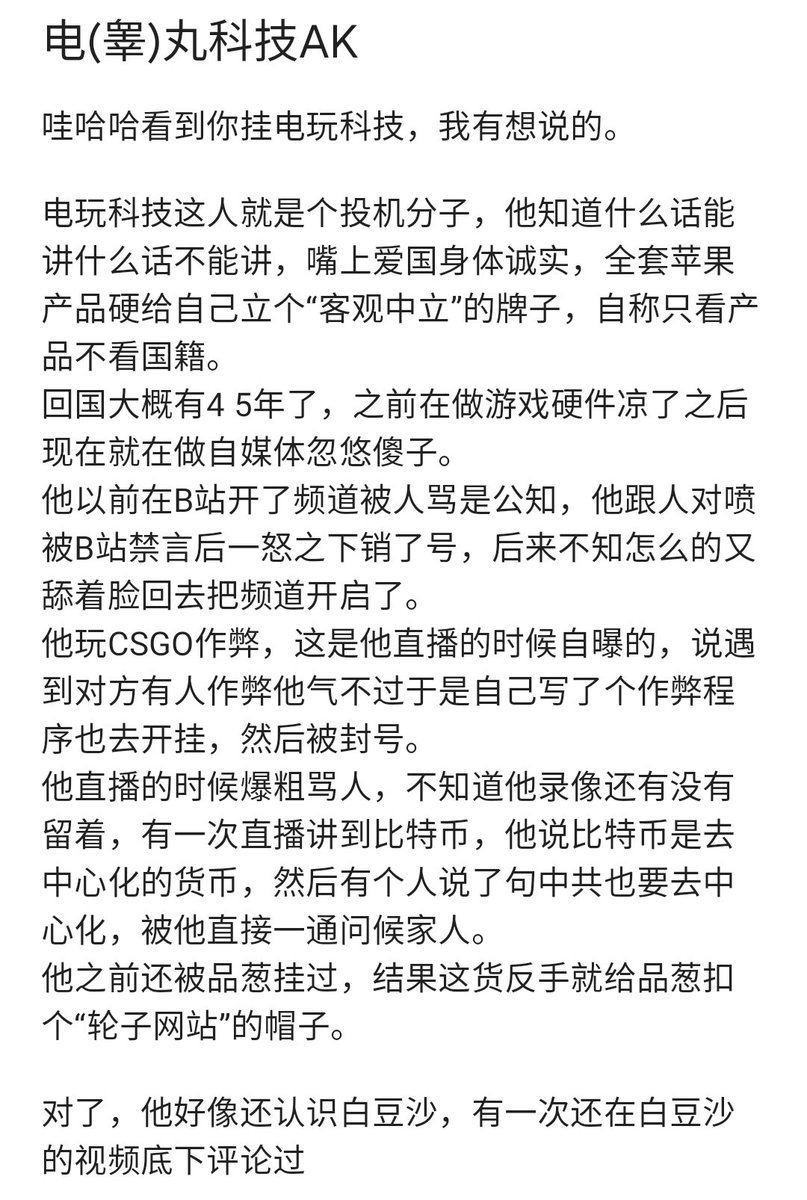 电(睾)丸科技AK
哇哈哈看到你挂电玩科技，我有想说的。
电玩科技这人就是个投机分子，他知道什么话能
讲什么话不能讲，嘴上爱国身体诚实，全套苹果
产品硬给自己立个“客观中立”的牌子，自称只看产
品不看国籍。
回国大概有4 5年了，之前在做游戏硬件凉了之后
现在就在做自媒体忽悠傻子。
他以前在B站开了频道被人骂是公知，他跟人对喷
被B站禁言后一怒之下销了号，后来不知怎么的又
舔着脸回去把频道开启了。
他玩CSGO作弊，这是他直播的时候自曝的，说遇
到对方有人作弊他气不过于是自己写了个作弊程
序也去开挂，然后被封号。
他直播的时候爆粗骂人，不知道他录像还有没有
留着，有一次直播讲到比特币，他说比特币是去
中心化的货币，然后有个人说了句中共也要去中
心化，被他直接一通问候家人。
他之前还被品葱挂过，结果这货反手就给品葱扣
个“轮子网站”的帽子。
对了，他好像还认识白豆沙，有一次还在白豆沙
的视频底下评论过